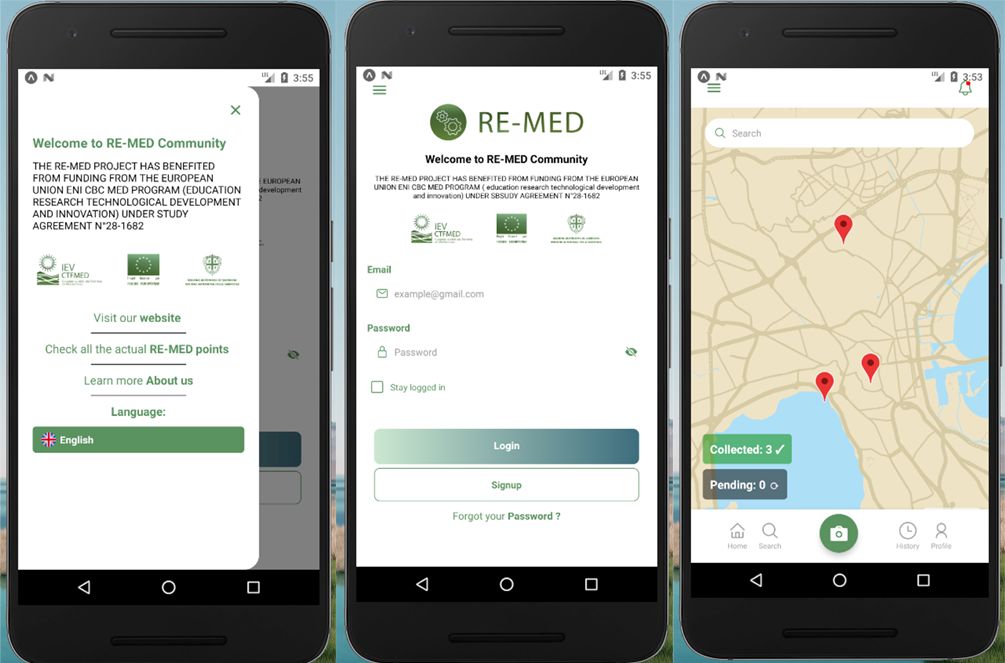 LTE 3:55
Welcome to RE-MED Community
THE RE-MED PROJECT HAS BENEFITED
FROM FUNDING FROM THE EUROPEAN
UNION ENI CBC MED PROGRAM (EDUCATION
RESEARCH TECHNOLOGICAL DEVELOPMENT
AND INNOVATION) UNDER STUDY
AGREEMENT N°28-1682
IEV
CTFMED
Visit our website
Check all the actual RE-MED points
Learn more About us
Language:
English
EUROPEAN
development
LTE 3:55
RE-MED
Welcome to RE-MED Community
THE RE-MED PROJECT HAS BENEFITED FROM FUNDING FROM THE EUROPEAN
UNION ENI CBC MED PROGRAM ( education research technological development
and innovation) UNDER SBSUDY AGREEMENT N°28-1682
IEV
CTFMED
Email
example@gmail.com
Password
Password
Stay logged in
Login
Signup
Forgot your Password ?
LTE 3:53
Search
Collected: 3
Pending: 0
Home
Search
History
Profile